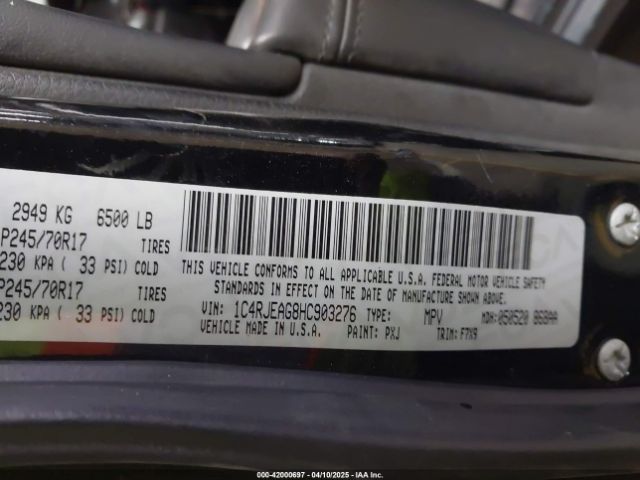 2949 KG 6500 LB
P245/70R17 TIRES
230 KPA ( 33 PSI) COLD
P245/70R17 TIRES
230 KPA ( 33 PSI) COLD
THIS VEHICLE CONFORMS TO ALL APPLICABLE U.S.A. FEDERAL MOTOR VEHICLE SAFETY
STANDARDS IN EFFECT ON THE DATE OF MANUFACTURE SHOWN ABOVE.
VIN: 1C4RJEAG8HC903276 TYPE: MPV MDH: 050520 868AA
VEHICLE MADE IN U.S.A. PAINT: PXJ TRIM: F7X9
000-42000697 04/10/2025 IAA Inc.